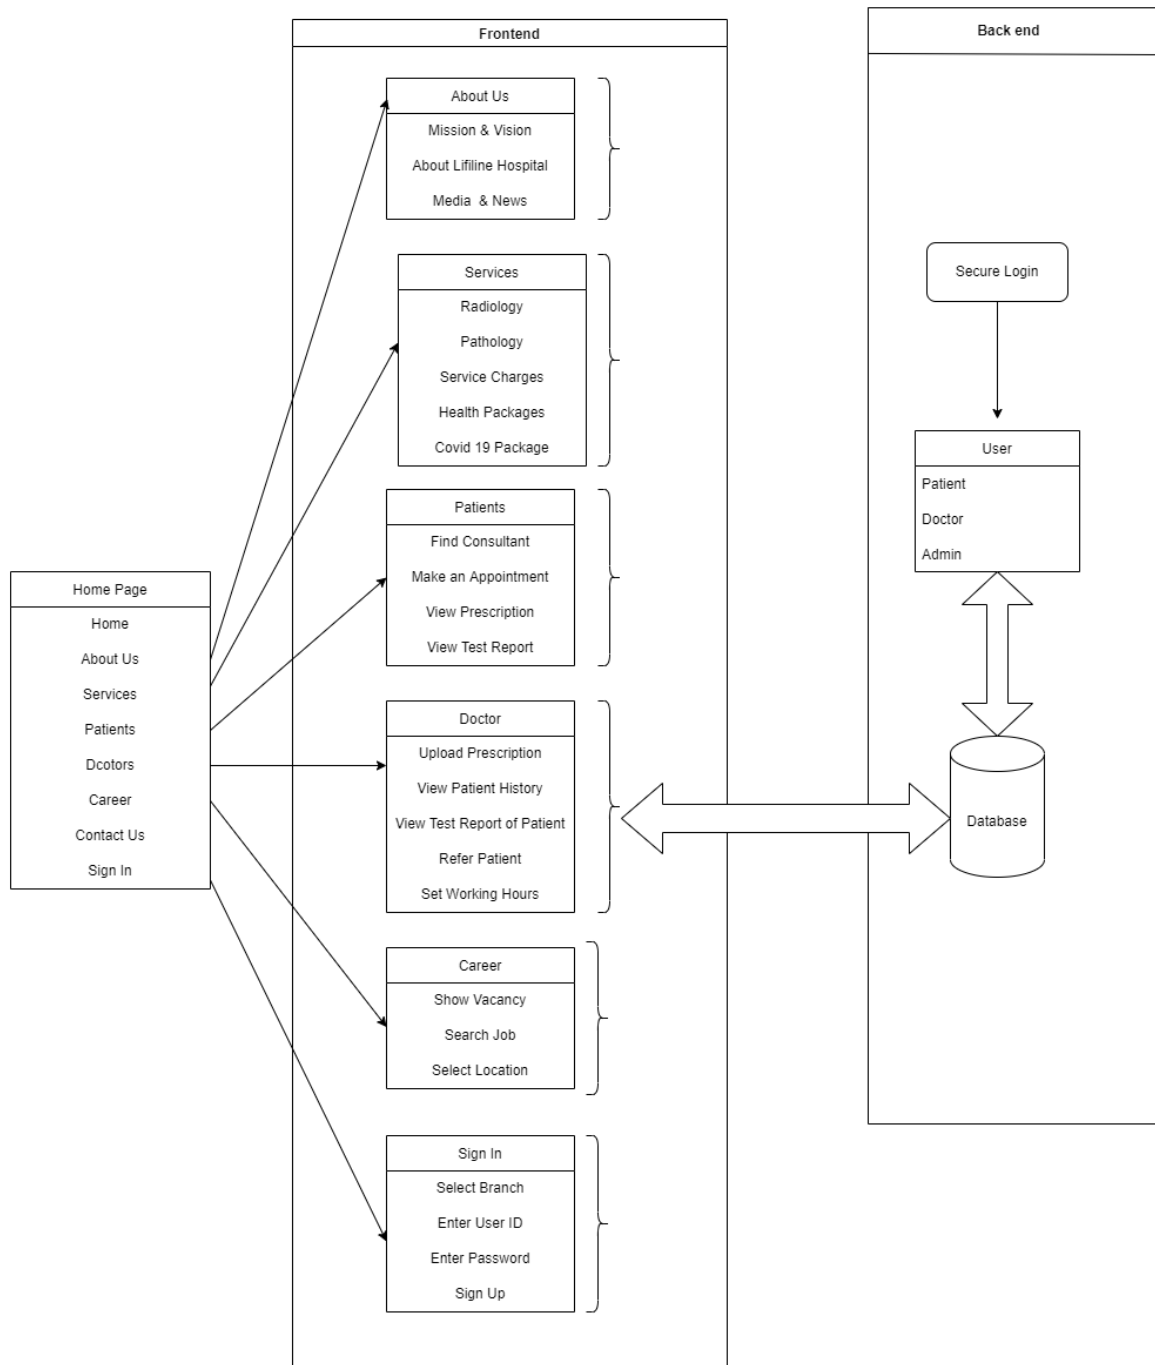 Frontend
Back end
About Us
Mission & Vision
About Lifiline Hospital
Media & News
Services
Radiology
Pathology
Service Charges
Health Packages
Covid 19 Package
Secure Login
User
Patient
Doctor
Admin
Patients
Find Consultant
Make an Appointment
View Prescription
View Test Report
Home Page
Home
About Us
Services
Patients
Dcotors
Career
Contact Us
Sign In
Doctor
Upload Prescription
View Patient History
View Test Report of Patient
Refer Patient
Set Working Hours
Database
Career
Show Vacancy
Search Job
Select Location
Sign In
Select Branch
Enter User ID
Enter Password
Sign Up